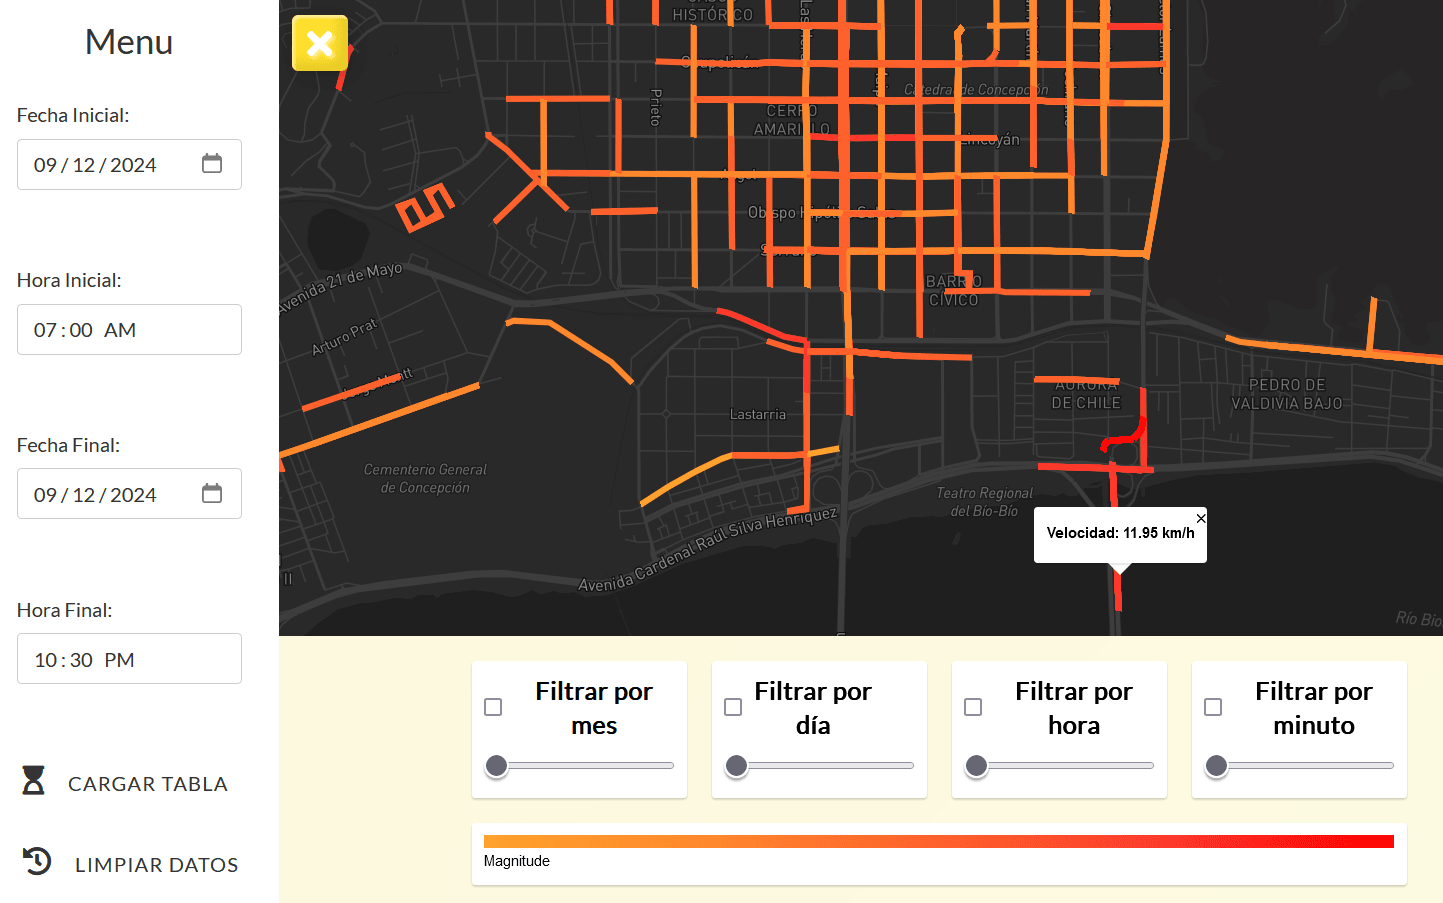 Menu
Fecha Inicial:
09/12/2024
Hora Inicial:
07:00 AM
Fecha Final:
09/12/2024
Hora Final:
10:30 PM
CARGAR TABLA
LIMPIAR DATOS
HISTÓRICO
Prieto
Catedral de Concepción
CERRO
AMARILLO
Lincoyán
Angol
Obispo Hipólito Salas
Serrano
BARRIO
CÍVICO
Avenida 21 de Mayo
Arturo Prat
Lastarria
AURORA
DE CHILE
PEDRO DE
VALDIVIA BAJO
Cementerio General
de Concepción
Teatro Regional
del Bío-Bío
Avenida Cardenal Raúl Silva Henríquez
II
Velocidad: 11.95 km/h
Río Bío
Filtrar por
mes
Filtrar por
día
Filtrar por
hora
Filtrar por
minuto
Magnitude